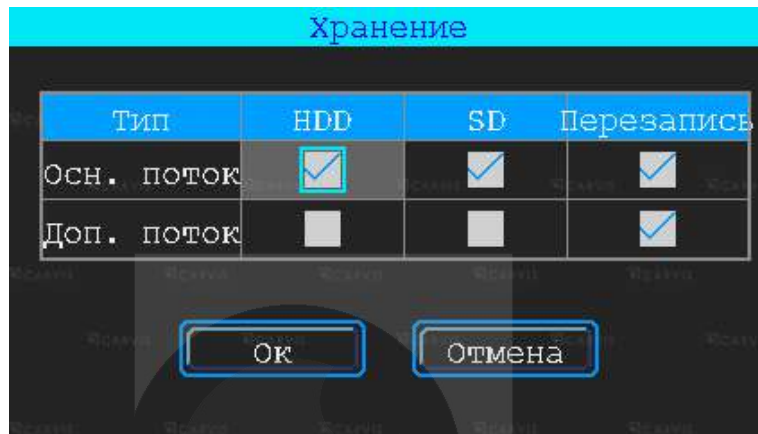 Хранение
Тип HDD SD Перезапись
Осн. поток
Доп. поток
Ок Отмена